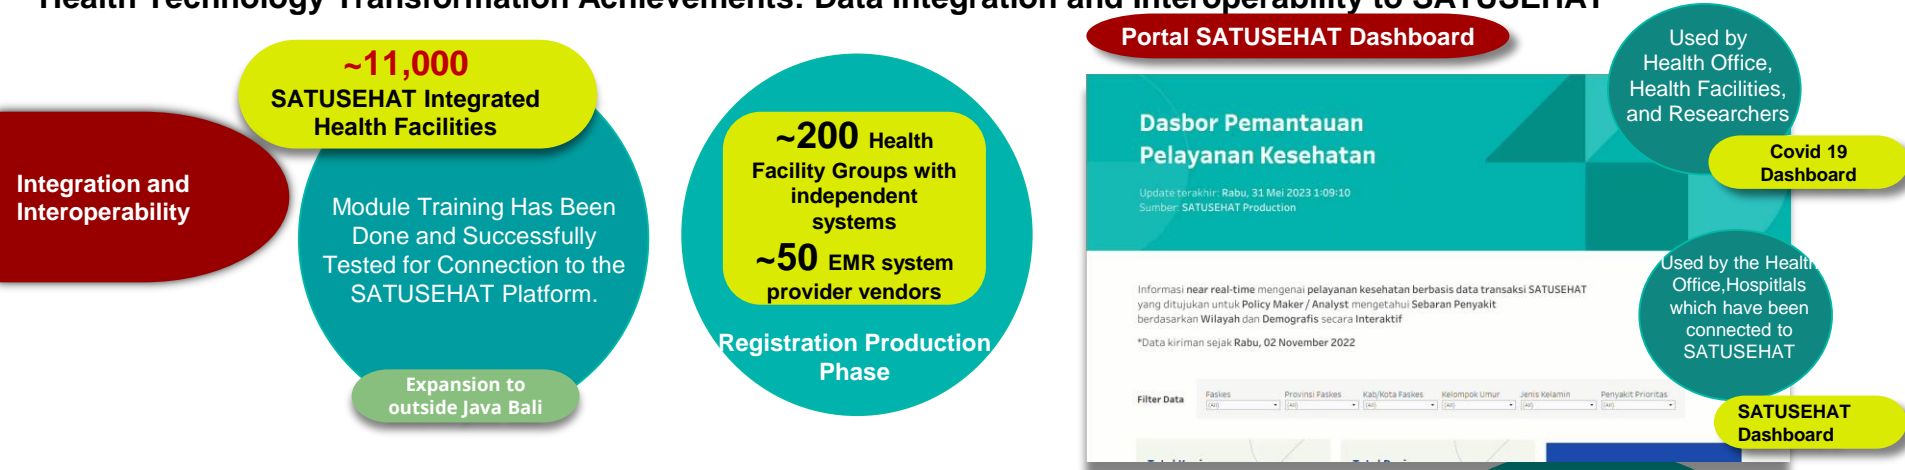 Health Technology Transformation Achievements: Data Integration and Interoperability to SATUSEHAT
Integration and
Interoperability
~11,000
SATUSEHAT Integrated
Health Facilities
Module Training Has Been
Done and Successfully
Tested for Connection to the
SATUSEHAT Platform.
Expansion to
outside Java Bali
~200 Health
Facility Groups with
independent
systems
~50 EMR system
provider vendors
Registration Production
Phase
Portal SATUSEHAT Dashboard
Dasbor Pemantauan
Pelayanan Kesehatan
Update terakhir: Rabu, 31 Mei 2023 1:09:10
Sumber: SATUSEHAT Production
Informasi near real-time mengenai pelayanan kesehatan berbasis data transaksi SATUSEHAT
yang ditujukan untuk Policy Maker / Analyst mengetahui Sebaran Penyakit
berdasarkan Wilayah dan Demografis secara Interaktif
*Data kiriman sejak Rabu, 02 November 2022
Filter Data
Faskes
(All)
Provinsi Faskes
(All)
Kab/Kota Faskes
(All)
Kelompok Umur
(All)
Jenis Kelamin
(All)
Penyakit Prioritas
(All)
Used by
Health Office,
Health Facilities,
and Researchers
Covid 19
Dashboard
Used by the Health
Office,Hospitlals
which have been
connected to
SATUSEHAT
SATUSEHAT
Dashboard